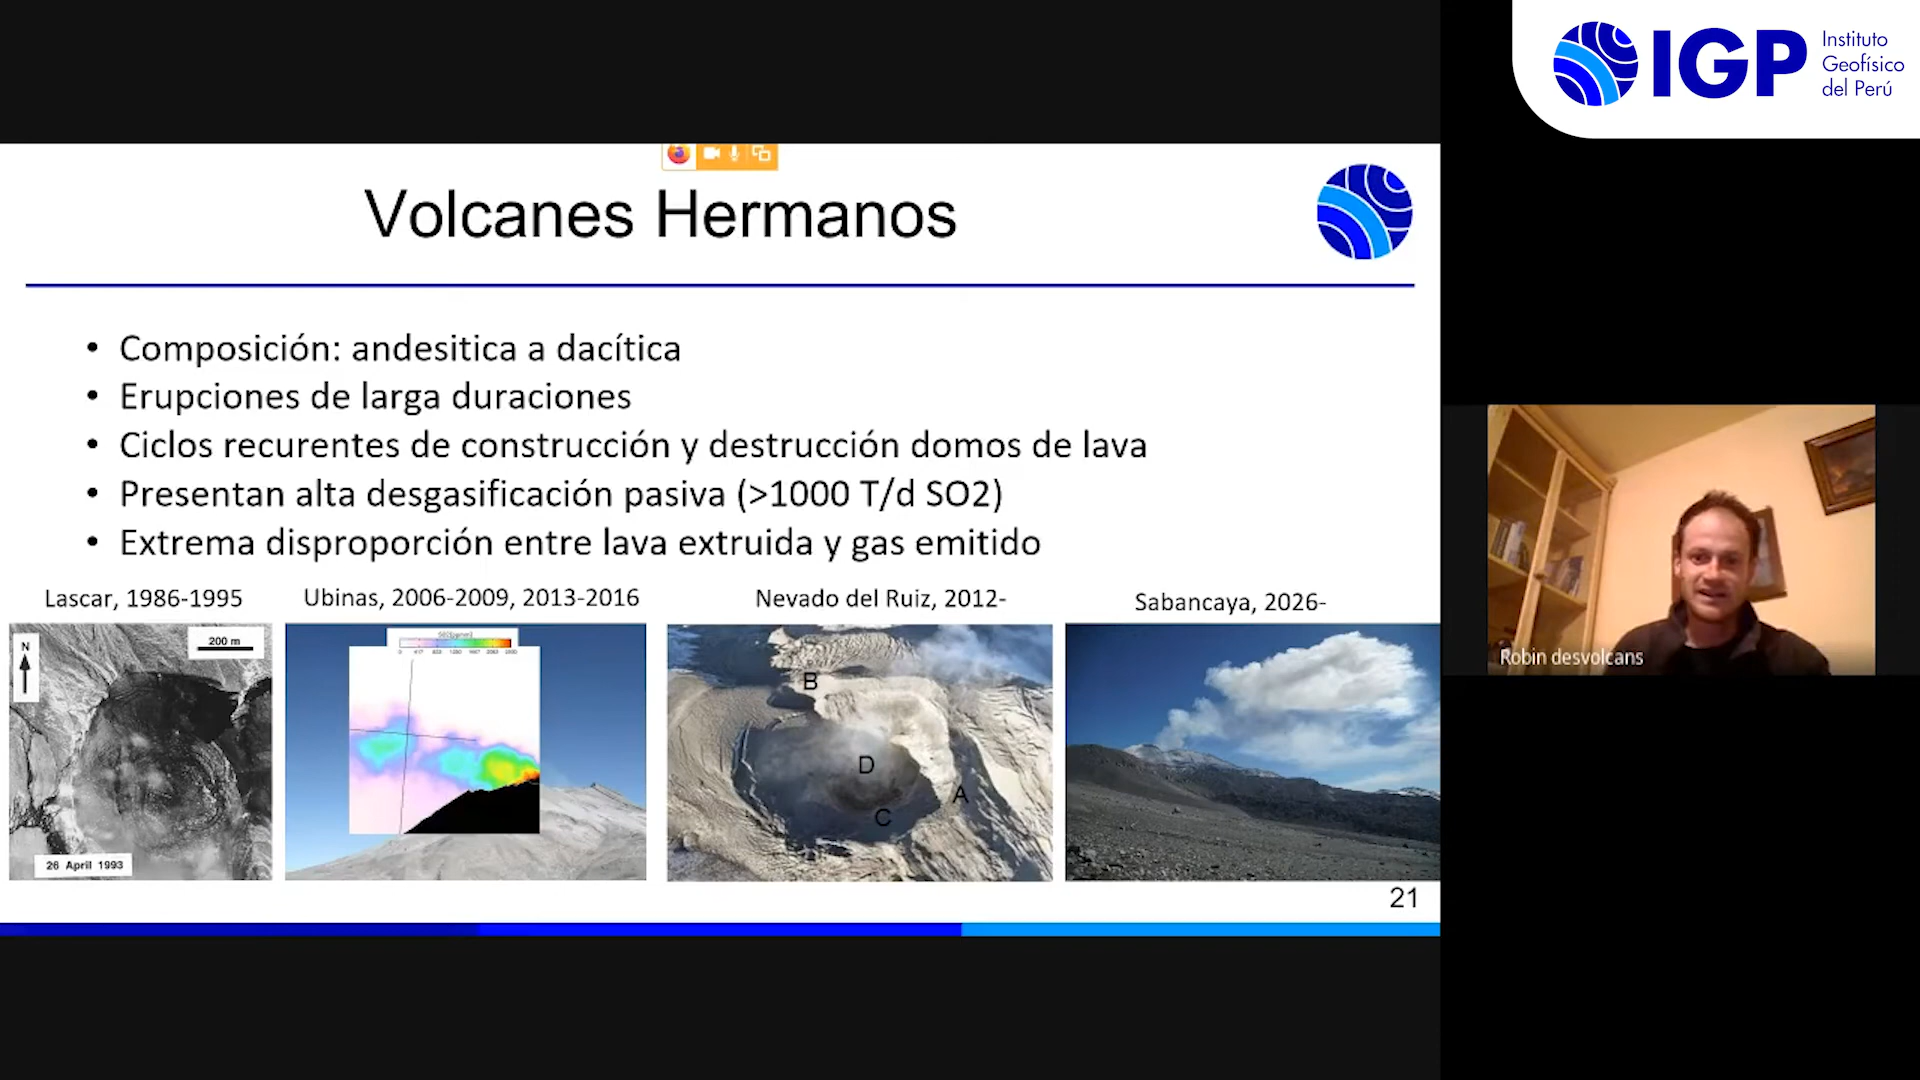 IGP
Instituto
Geofísico
del Perú
Volcanes Hermanos
• Composición: andesitica a dacítica
• Erupciones de larga duraciones
• Ciclos recurentes de construcción y destrucción domos de lava
• Presentan alta desgasificación pasiva (>1000 T/d SO2)
• Extrema disproporción entre lava extruida y gas emitido
Lascar, 1986-1995
Ubinas, 2006-2009, 2013-2016
Nevado del Ruiz, 2012-
Sabancaya, 2026-
N
200 m
26 April 1993
B
D
A
C
21
Robin desvolcans